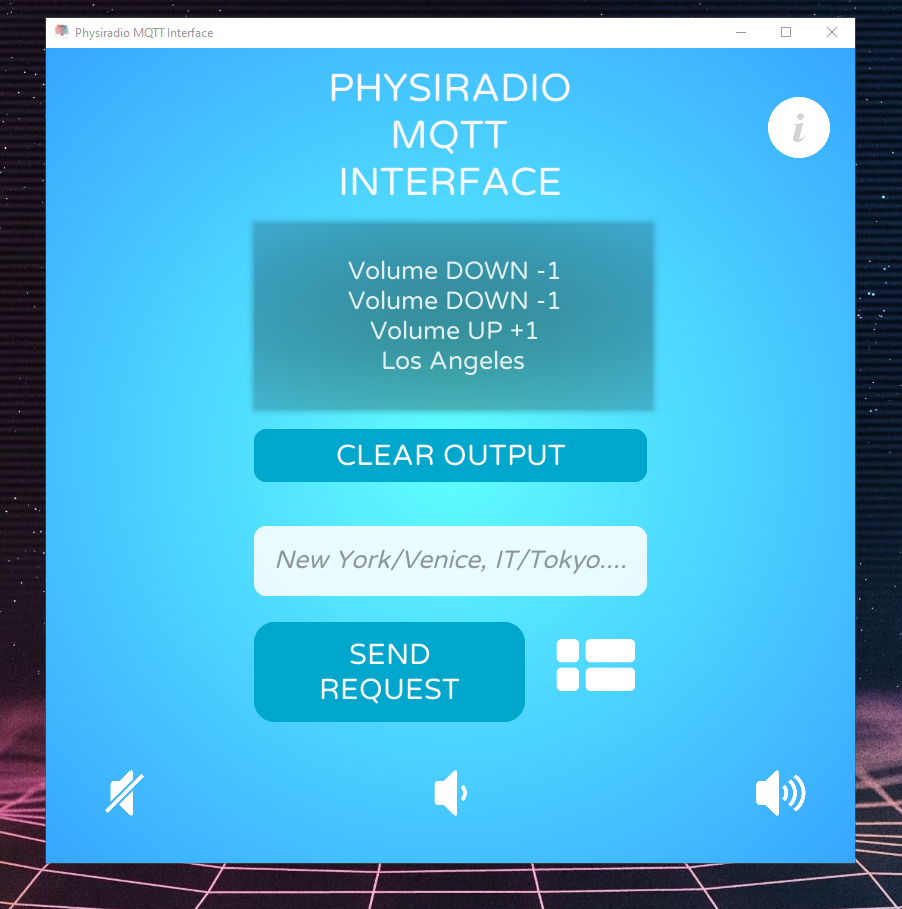 Physiradio MQTT Interface
PHYSIRADIO
MQTT
INTERFACE
i
Volume DOWN -1
Volume DOWN -1
Volume UP +1
Los Angeles
CLEAR OUTPUT
New York/Venice, IT/Tokyo....
SEND
REQUEST